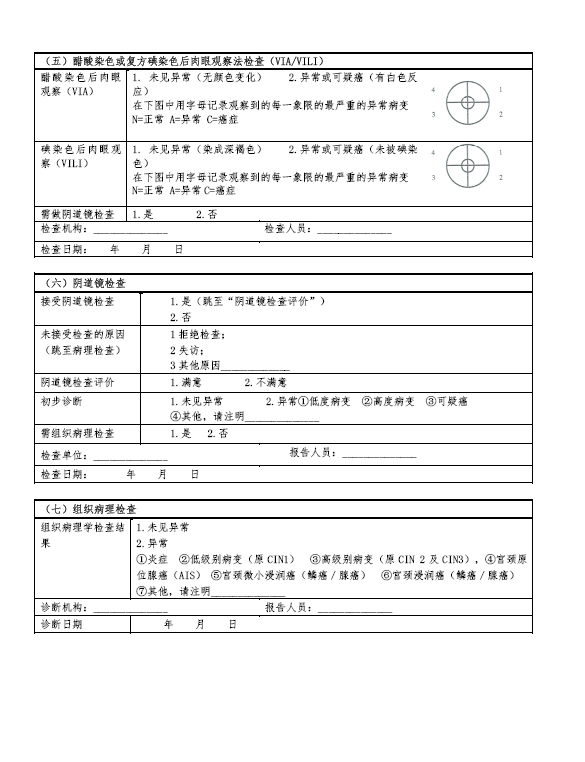 （五）醋酸染色或复方碘染色后肉眼观察法检查（VIA/VILI）
醋酸染色后肉眼观察（VIA）
1. 未见异常（无颜色变化） 2.异常或可疑癌（有白色反
应）
在下图中用字母记录观察到的每一象限的最严重的异常病变
N=正常 A=异常 C=癌症
4 1
3 2
碘染色后肉眼观察（VILI）
1. 未见异常（染成深褐色） 2.异常或可疑癌（未被碘染
色）
在下图中用字母记录观察到的每一象限的最严重的异常病变
N=正常 A=异常 C=癌症
4 1
3 2
需做阴道镜检查 1.是 2.否
检查机构：______________ 检查人员：______________
检查日期： 年 月 日
（六）阴道镜检查
接受阴道镜检查 1.是（跳至“阴道镜检查评价”）
2.否
未接受检查的原因 1 拒绝检查；
（跳至病理检查） 2 失访；
3 其他原因_____________
阴道镜检查评价 1.满意 2.不满意
初步诊断 1.未见异常 2.异常①低度病变 ②高度病变 ③可疑癌
④其他，请注明______________
需组织病理检查 1.是 2.否
检查单位：______________ 报告人员：______________
检查日期： 年 月 日
（七）组织病理检查
组织病理学检查结果
1.未见异常
2.异常
①炎症 ②低级别病变（原 CIN1） ③高级别病变（原 CIN 2 及 CIN3），④宫颈原
位腺癌（AIS） ⑤宫颈微小浸润癌（鳞癌／腺癌） ⑥宫颈浸润癌（鳞癌／腺癌）
⑦其他，请注明______________
诊断机构：______________ 报告人员：______________
诊断日期 年 月 日